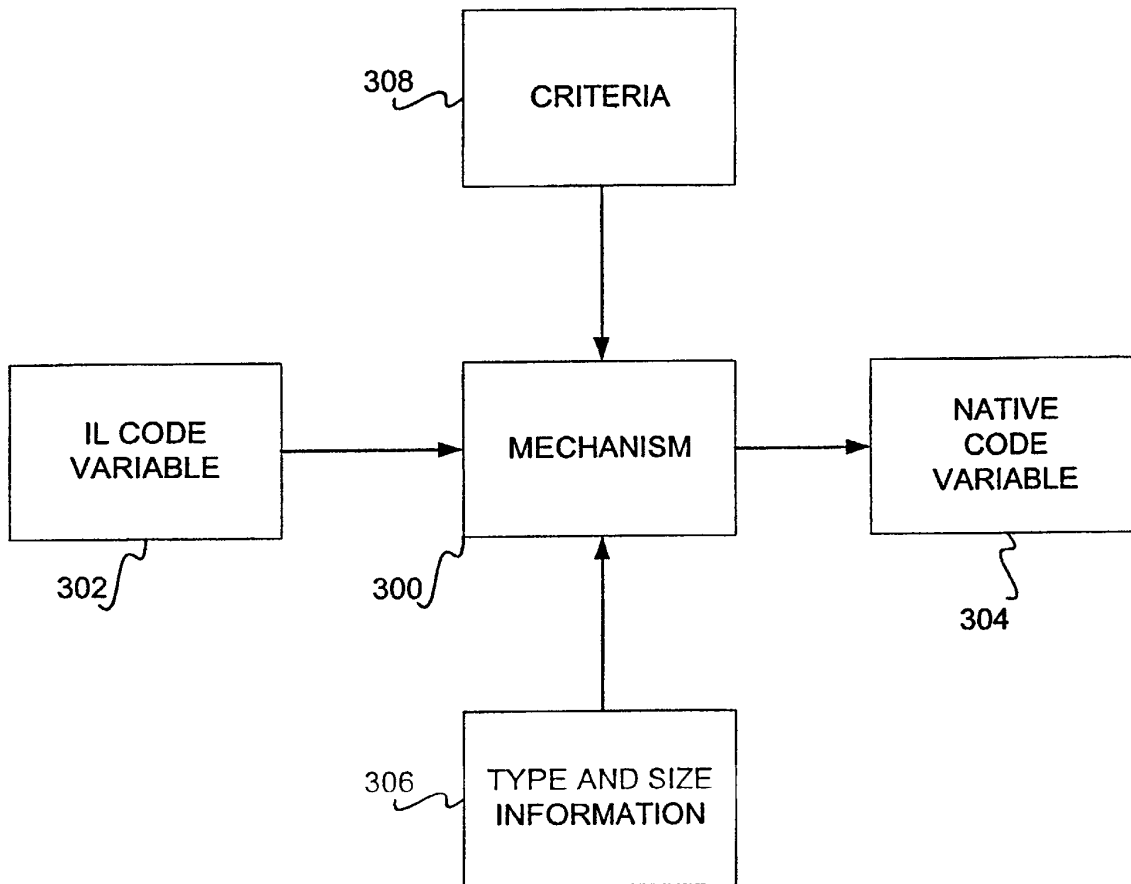 308
CRITERIA
IL CODE
VARIABLE
302
MECHANISM
300
NATIVE
CODE
VARIABLE
304
306
TYPE AND SIZE
INFORMATION